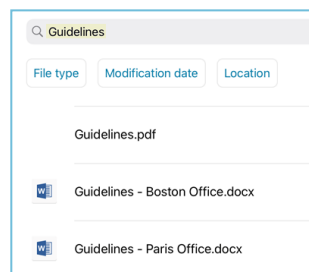 Guidelines
File type Modification date Location
Guidelines.pdf
W Guidelines - Boston Office.docx
W Guidelines - Paris Office.docx